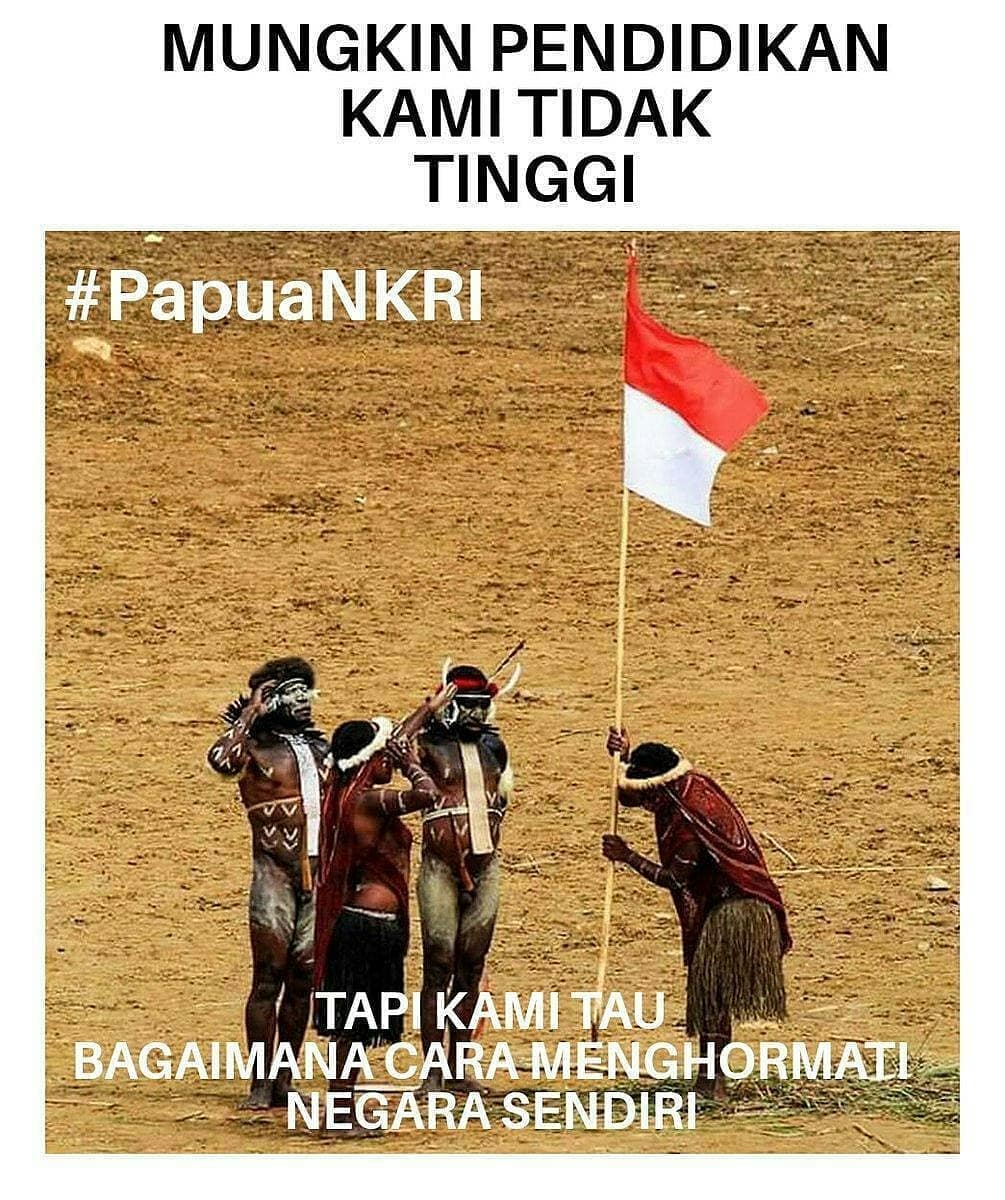 MUNGKIN PENDIDIKAN
KAMI TIDAK
TINGGI
#PapuaNKRI
TAPI KAMI TAU
BAGAIMANA CARA MENGHORMATI
NEGARA SENDIRI